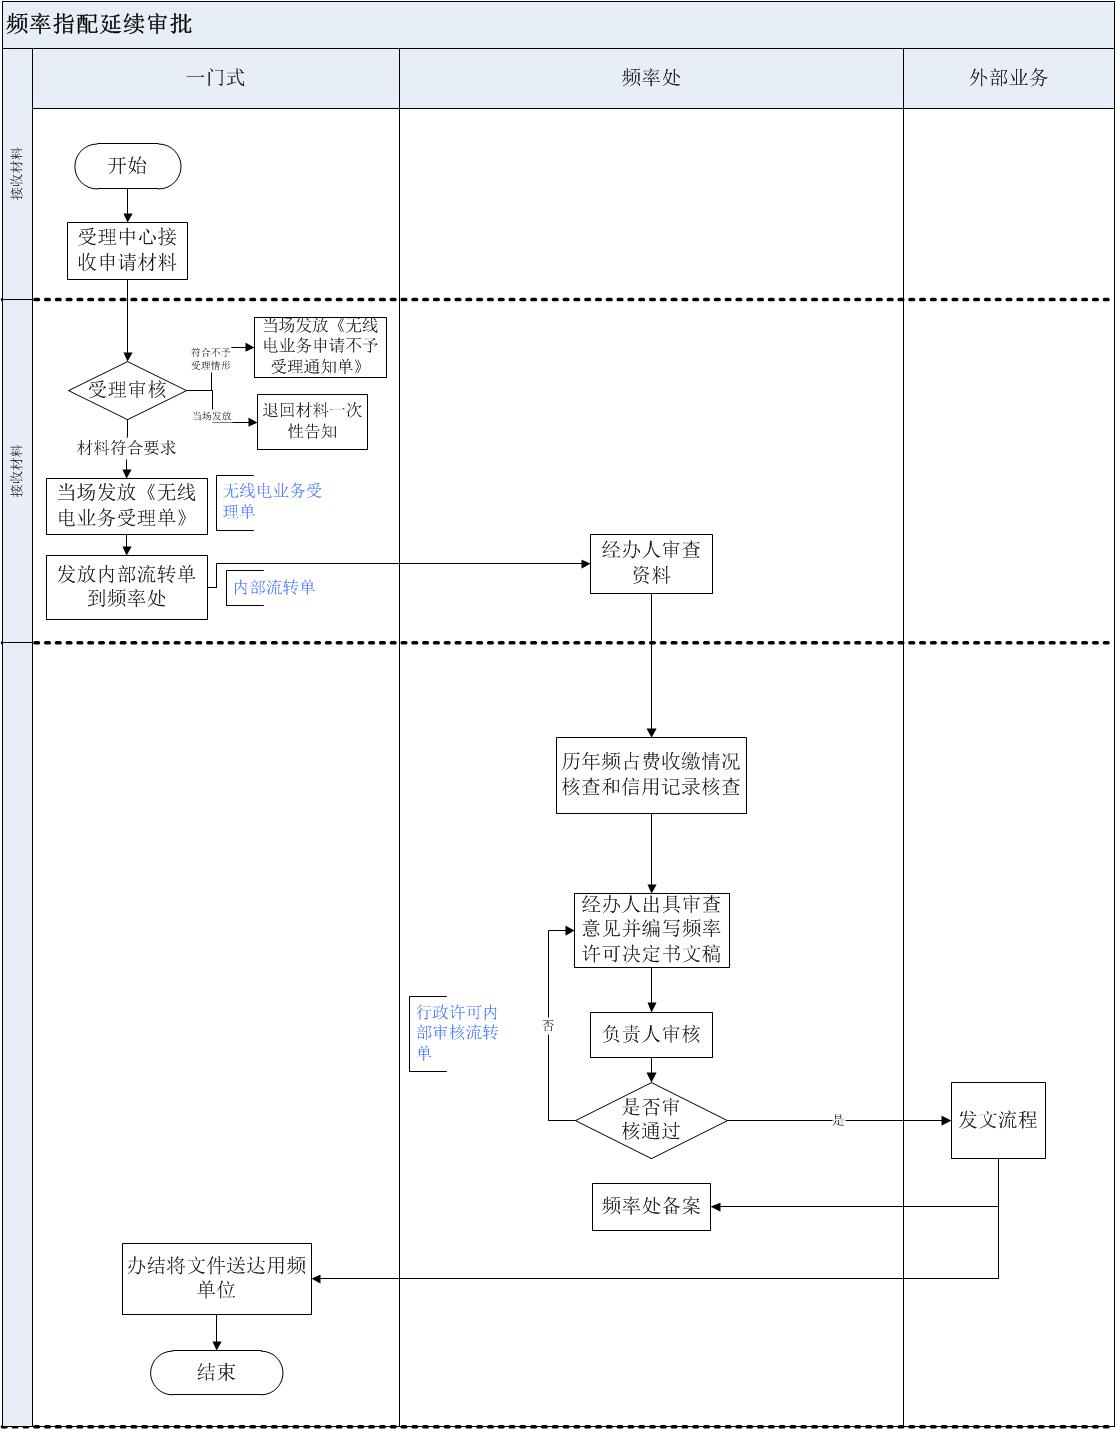 频率指配延续审批
一门式
频率处
外部业务
接收材料
开始
受理中心接
收申请材料
接收材料
当场发放《无线
电业务申请不予
受理通知单》
符合不予
受理情形
受理审核
当场发放
退回材料一次
性告知
材料符合要求
当场发放《无线
电业务受理单》
无线电业务受
理单
发放内部流转单
到频率处
内部流转单
经办人审查
资料
历年频占费收缴情况
核查和信用记录核查
经办人出具审查
意见并编写频率
许可决定书文稿
行政许可内
部审核流转
单
否
负责人审核
是否审
核通过
是
发文流程
频率处备案
办结将文件送达用频
单位
结束